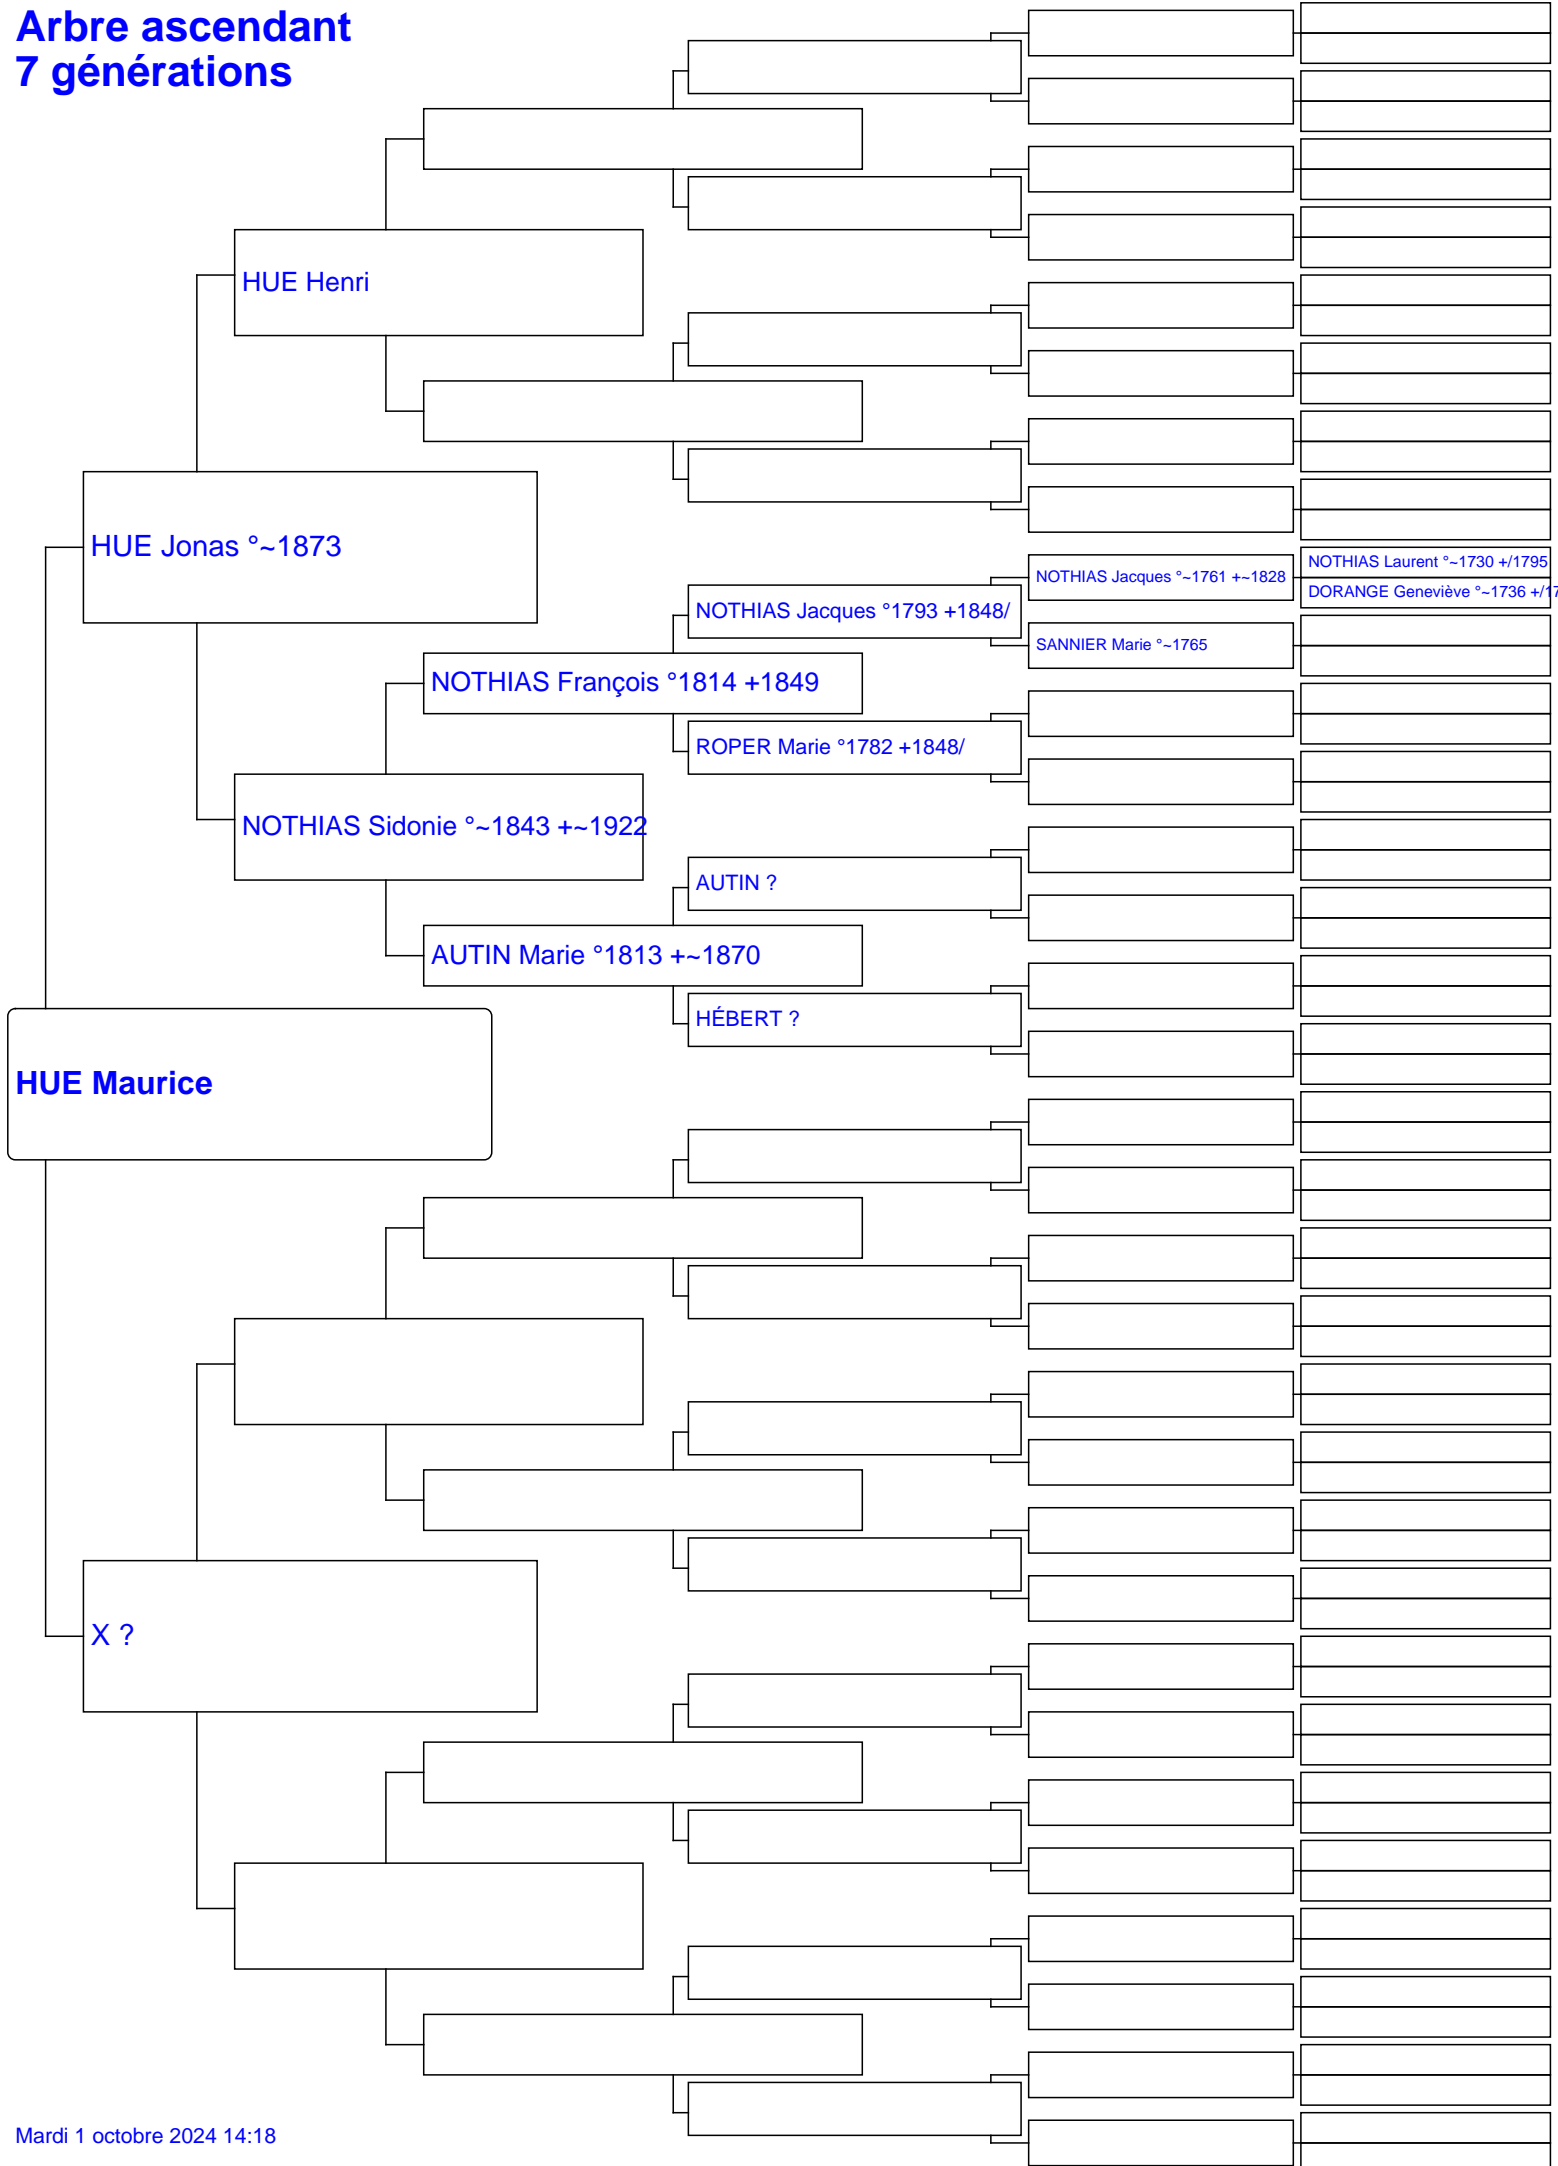 Arbre ascendant
7 générations
HUE Henri
HUE Jonas °~1873
NOTHIAS Laurent °~1730 +/1795
NOTHIAS Jacques °~1761 +~1828
DORANGE Geneviève °~1736 +/17
NOTHIAS Jacques °1793 +1848/
SANNIER Marie °~1765
NOTHIAS François °1814 +1849
ROPER Marie °1782 +1848/
NOTHIAS Sidonie °~1843 +~1922
AUTIN ?
AUTIN Marie °1813 +~1870
HÉBERT ?
HUE Maurice
X ?
Mardi 1 octobre 2024 14:18